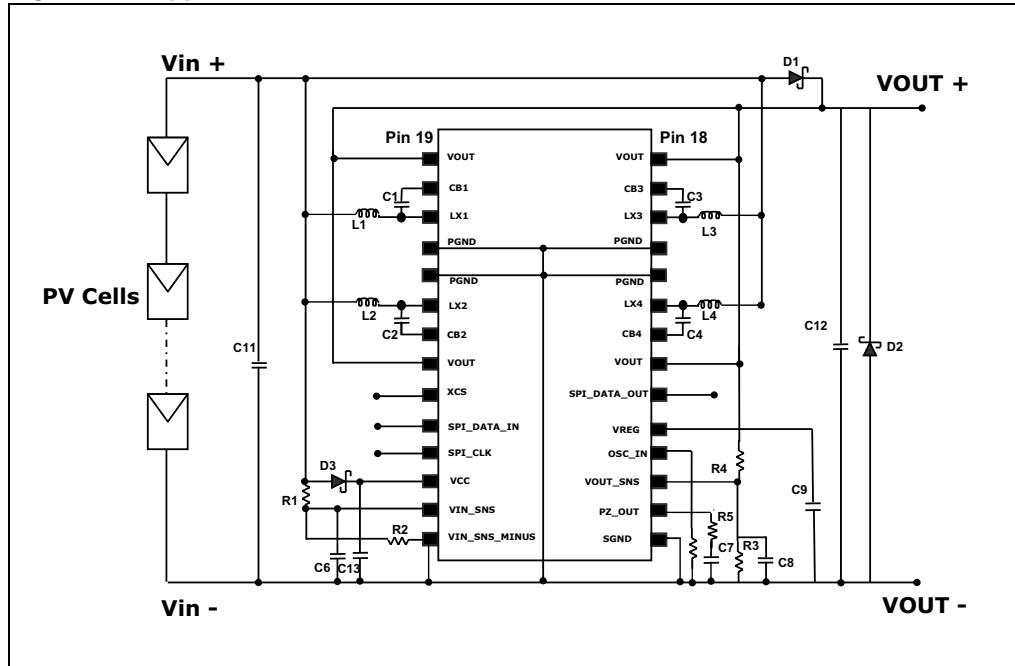 Vin +
D1
VOUT +
Pin 19
Pin 18
VOUT
VOUT
CB1
CB3
C1
C3
LX1
LX3
L1
L3
PGND
PGND
PGND
PGND
PV Cells
LX2
LX4
L2
L4
C2
C4
CB2
CB4
C12
C11
D2
VOUT
VOUT
XCS
SPI_DATA_OUT
SPI_DATA_IN
VREG
SPI_CLK
OSC_IN
D3
R4
VCC
VOUT_SNS
R1
C9
VIN_SNS
PZ_OUT
R5
R2
VIN_SNS_MINUS
SGND
R3
C7
C8
C6
C13
Vin -
VOUT -